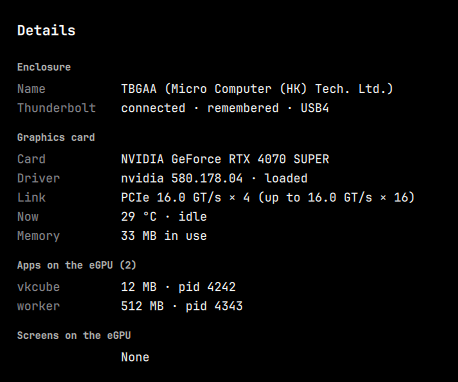 Details
Enclosure
Name TBGAA (Micro Computer (HK) Tech. Ltd.)
Thunderbolt connected · remembered · USB4
Graphics card
Card NVIDIA GeForce RTX 4070 SUPER
Driver nvidia 580.178.04 · loaded
Link PCIe 16.0 GT/s × 4 (up to 16.0 GT/s × 16)
Now 29 °C · idle
Memory 33 MB in use
Apps on the eGPU (2)
vkcube 12 MB · pid 4242
worker 512 MB · pid 4343
Screens on the eGPU
None